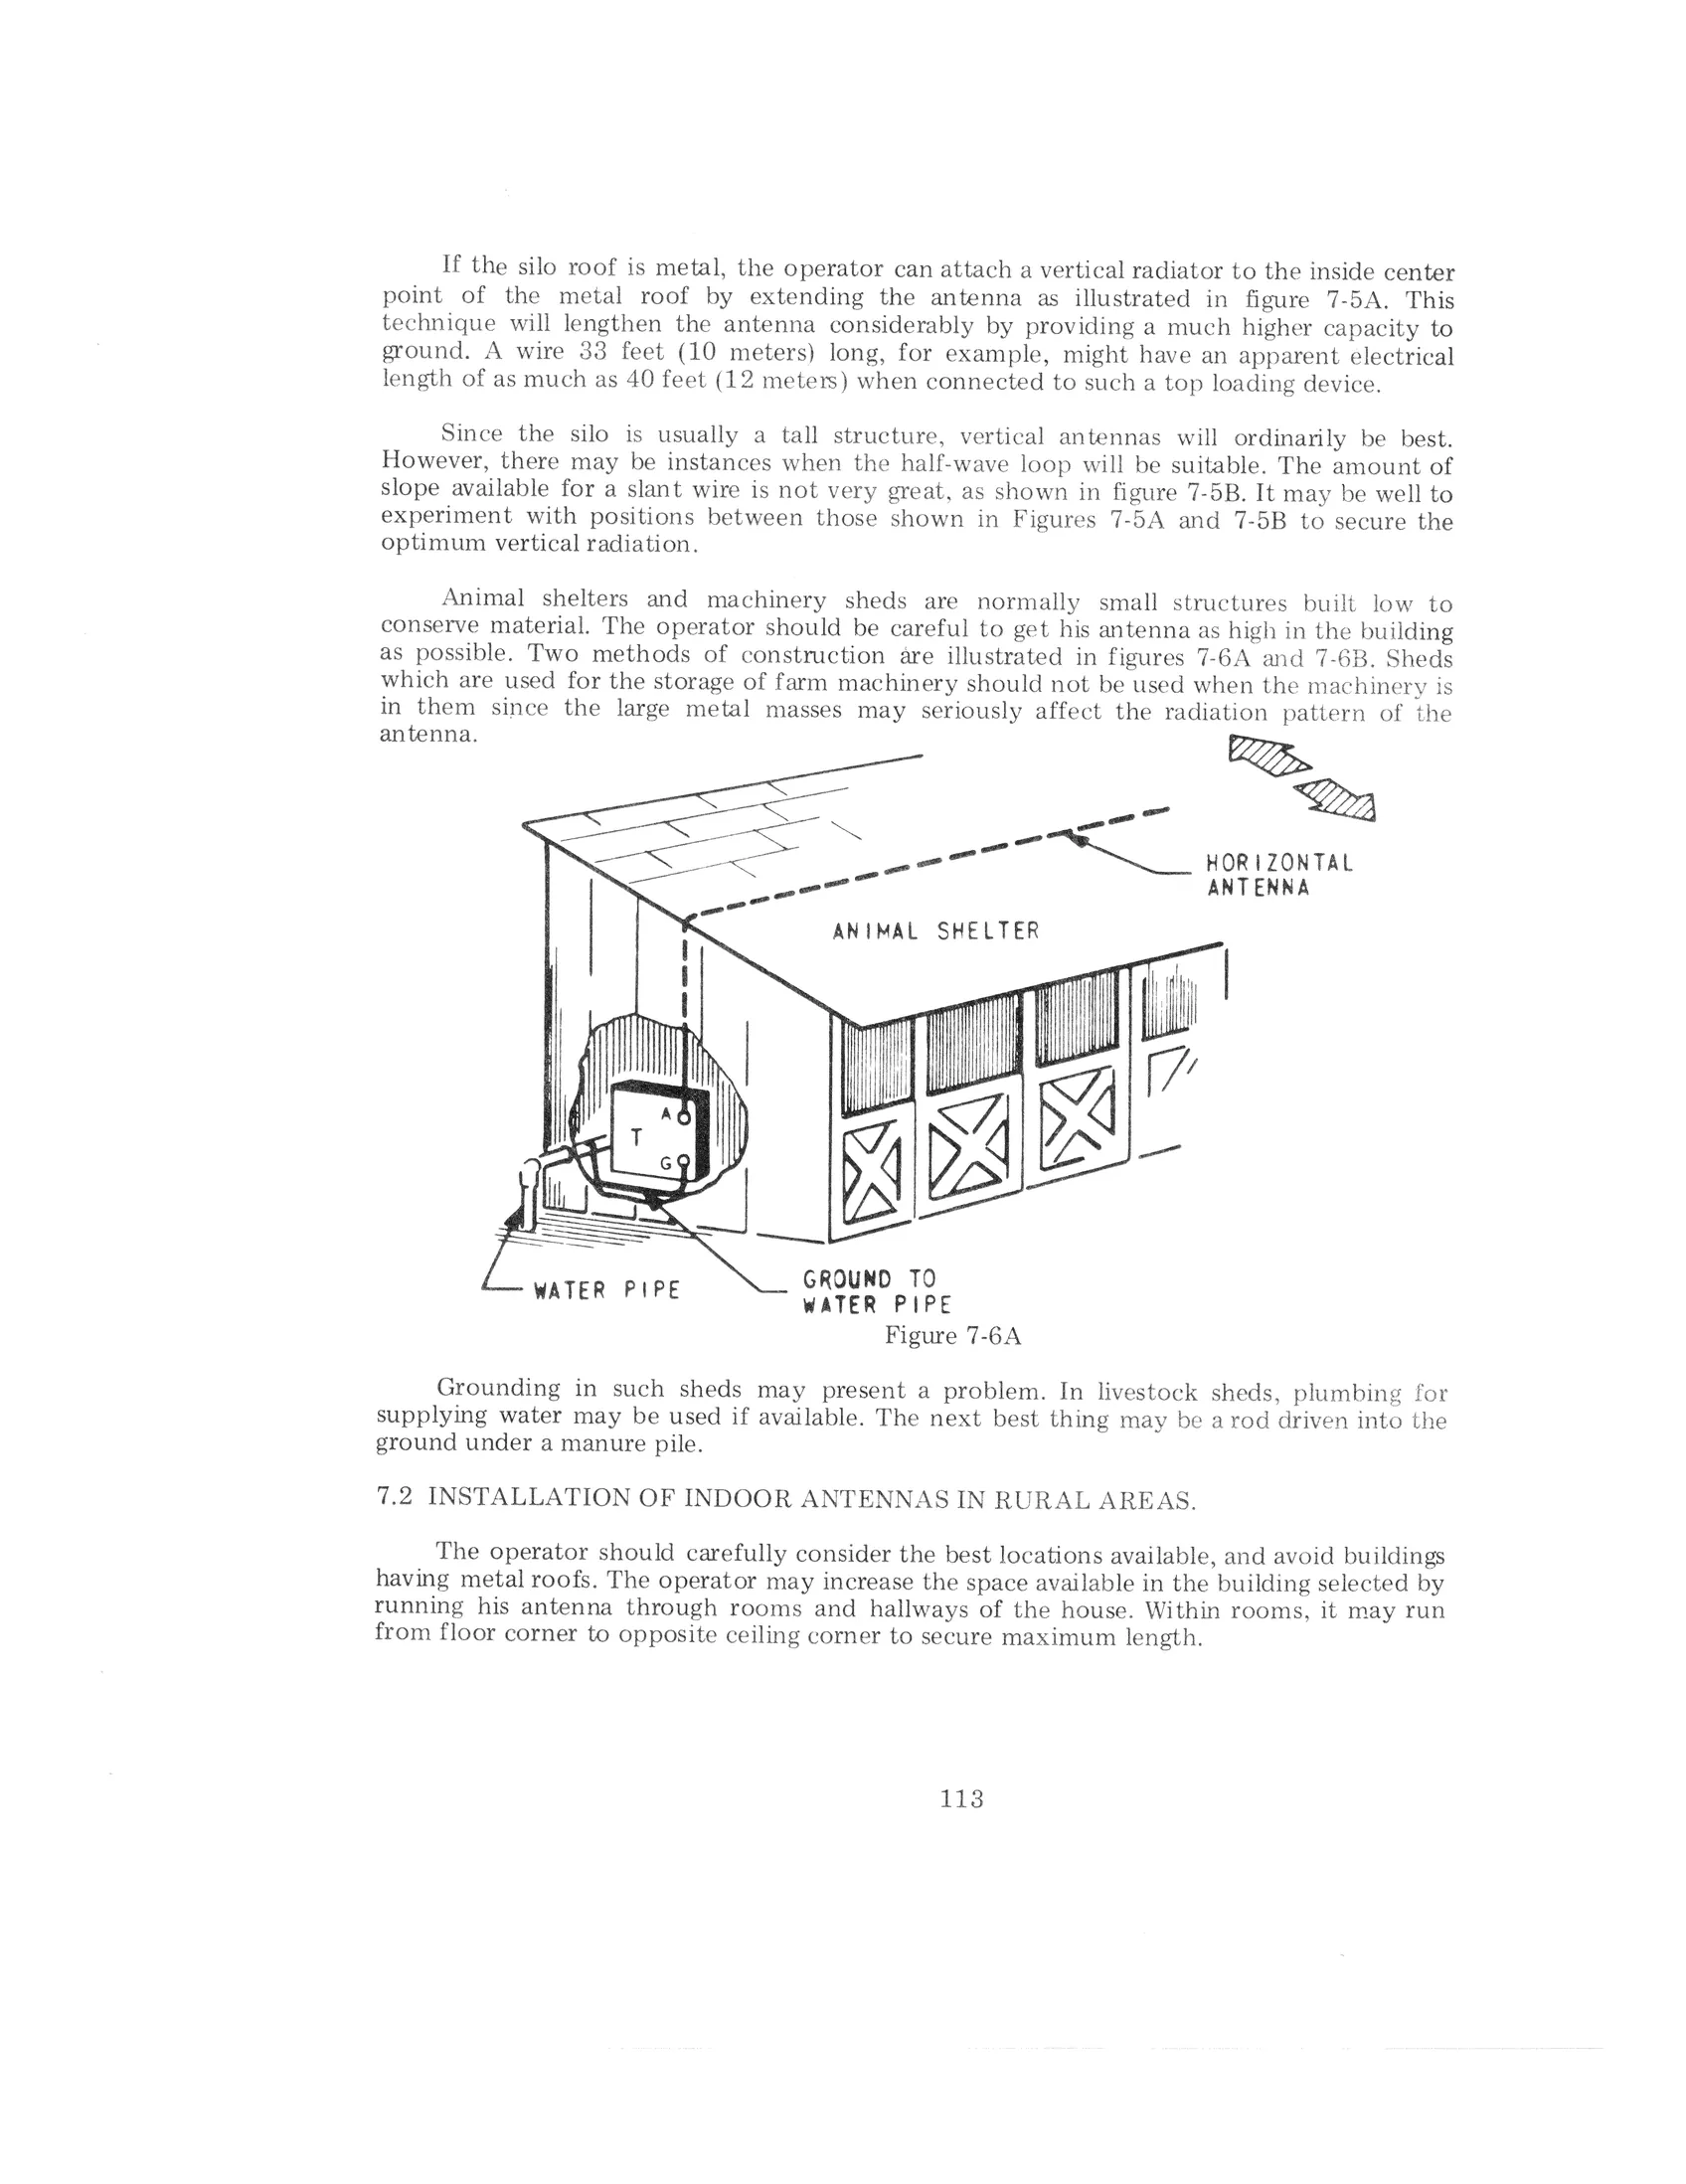 If the silo roof is metal, the operator can attach a vertical radiator to the inside center
point of the metal roof by extending the antenna as illustrated in figure 7-5A. This
technique will lengthen the antenna considerably by providing a much higher capacity to
ground. A wire 33 feet (10 meters) long, for example, might have an apparent electrical
length of as much as 40 feet (12 meters) when connected to such a top loading device.
Since the silo is usually a tall structure, vertical antennas will ordinarily be best.
However, there may be instances when the half-wave loop will be suitable. The amount of
slope available for a slant wire is not very great, as shown in figure 7-5B. It may be well to
experiment with positions between those shown in Figures 7-5A and 7-5B to secure the
optimum vertical radiation.
Animal shelters and machinery sheds are normally small structures built low to
conserve material. The operator should be careful to get his antenna as high in the building
as possible. Two methods of construction are illustrated in figures 7-6A and 7-6B. Sheds
which are used for the storage of farm machinery should not be used when the machinery is
in them since the large metal masses may seriously affect the radiation pattern of the
antenna.
HORIZONTAL
ANTENNA
ANIMAL SHELTER
A
T
G
WATER PIPE
GROUND TO
WATER PIPE
Figure 7-6A
Grounding in such sheds may present a problem. In livestock sheds, plumbing for
supplying water may be used if available. The next best thing may be a rod driven into the
ground under a manure pile.
7.2 INSTALLATION OF INDOOR ANTENNAS IN RURAL AREAS.
The operator should carefully consider the best locations available, and avoid buildings
having metal roofs. The operator may increase the space available in the building selected by
running his antenna through rooms and hallways of the house. Within rooms, it may run
from floor corner to opposite ceiling corner to secure maximum length.
113